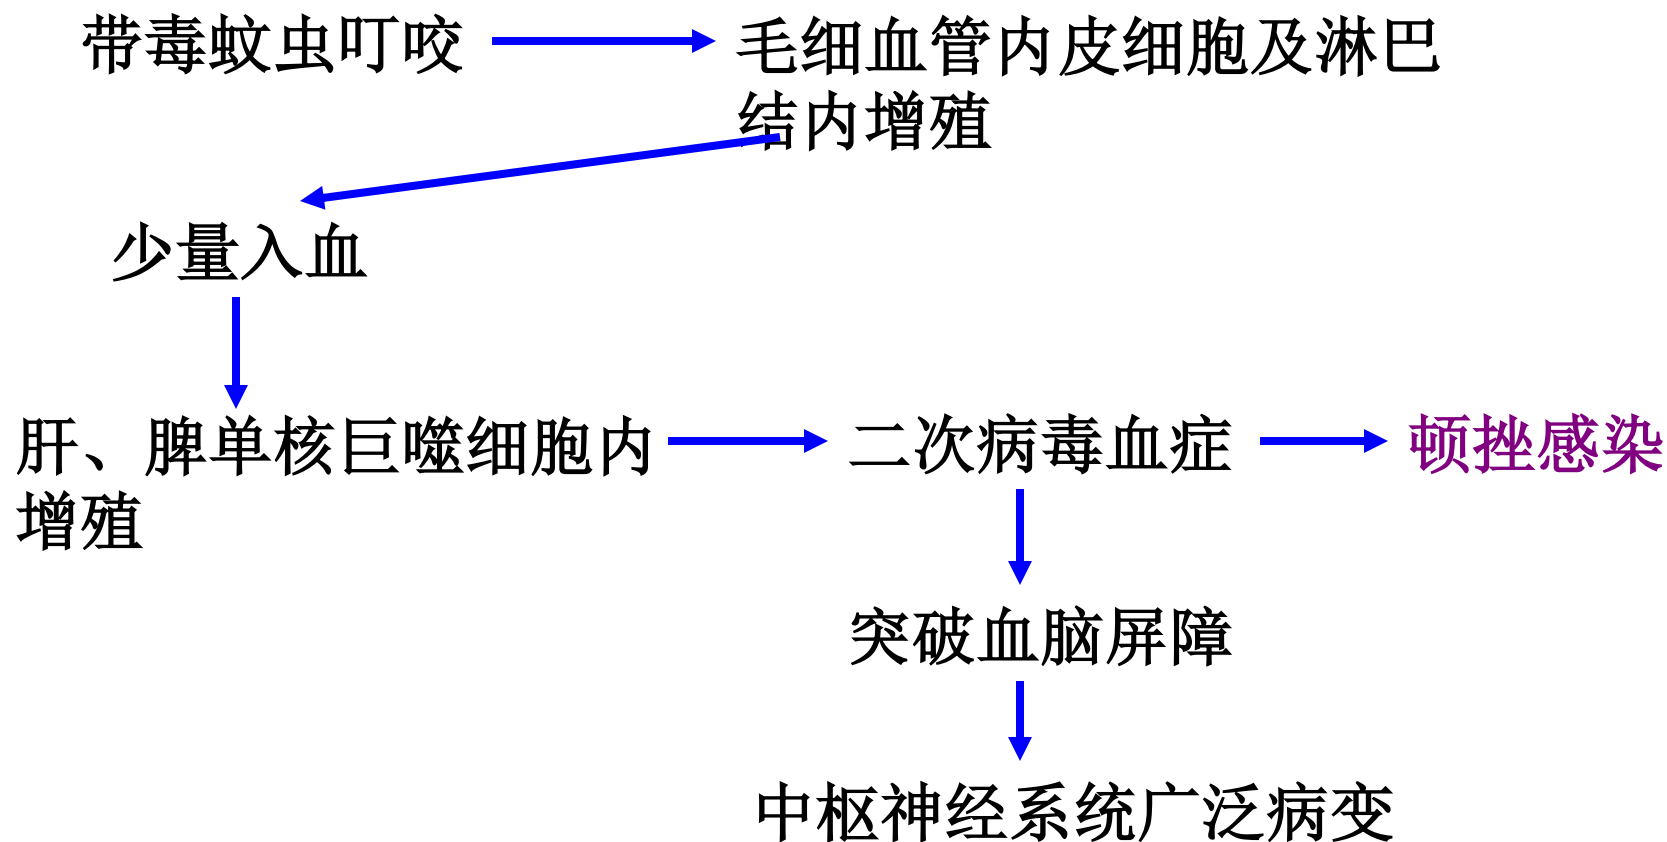 带毒蚊虫叮咬
毛细血管内皮细胞及淋巴
结内增殖
少量入血
肝、脾单核巨噬细胞内
增殖
二次病毒血症
顿挫感染
突破血脑屏障
中枢神经系统广泛病变